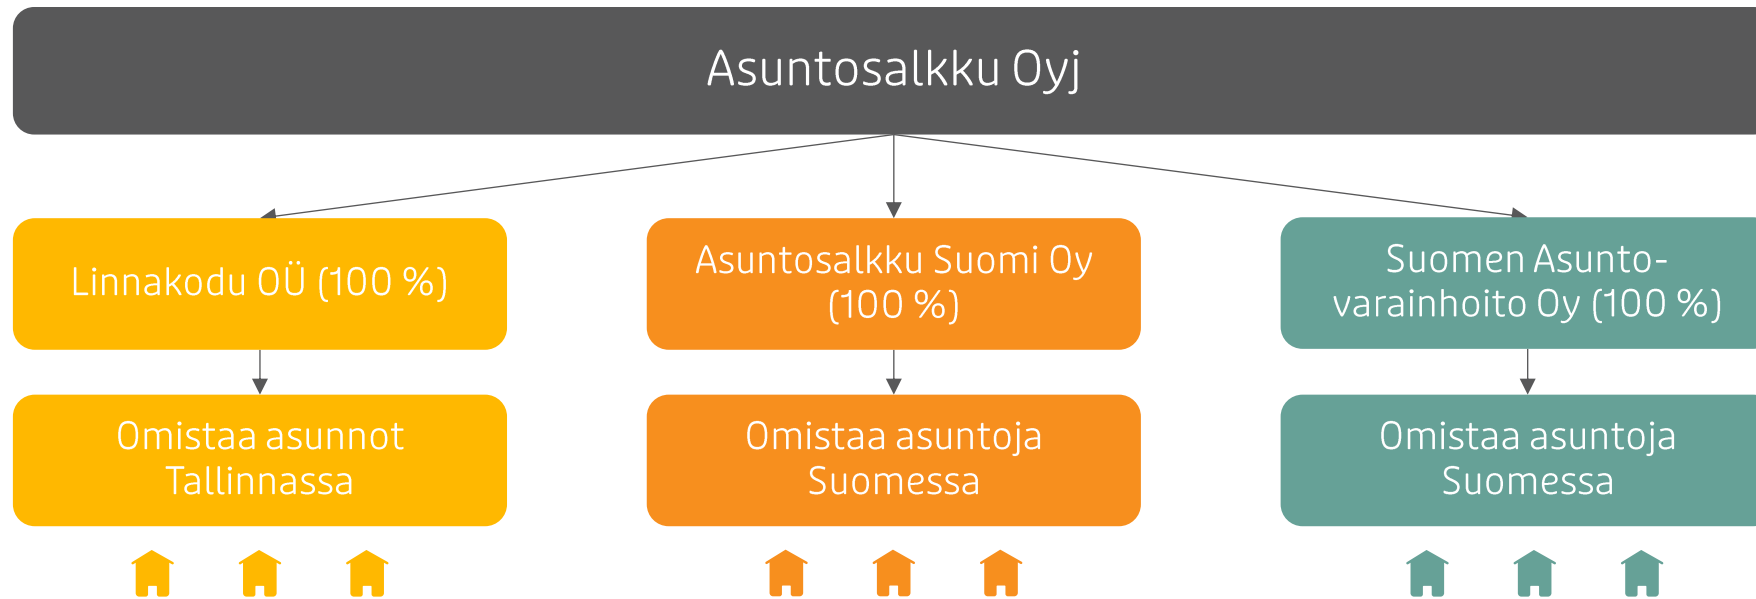 Asuntosalkku Oyj
Linnakodu OÜ (100 %)
Asuntosalkku Suomi Oy
(100 %)
Suomen Asunto-
varainhoito Oy (100 %)
Omistaa asunnot
Tallinnassa
Omistaa asuntoja
Suomessa
Omistaa asuntoja
Suomessa